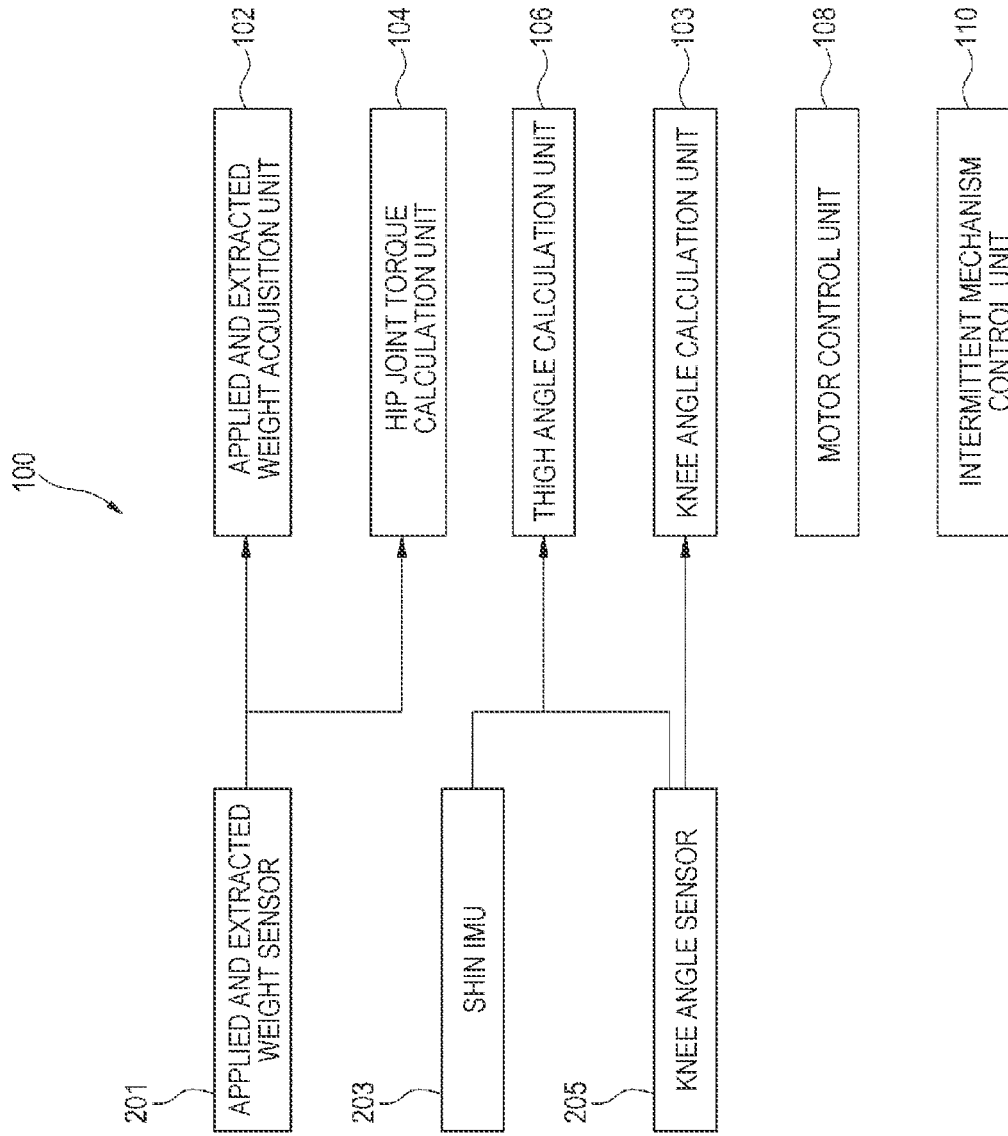 100
201
APPLIED AND EXTRACTED
WEIGHT SENSOR
203
SHIN IMU
205
KNEE ANGLE SENSOR
APPLIED AND EXTRACTED
WEIGHT ACQUISITION UNIT
102
HIP JOINT TORQUE
CALCULATION UNIT
104
THIGH ANGLE CALCULATION UNIT
106
KNEE ANGLE CALCULATION UNIT
103
MOTOR CONTROL UNIT
108
INTERMITTENT MECHANISM
CONTROL UNIT
110